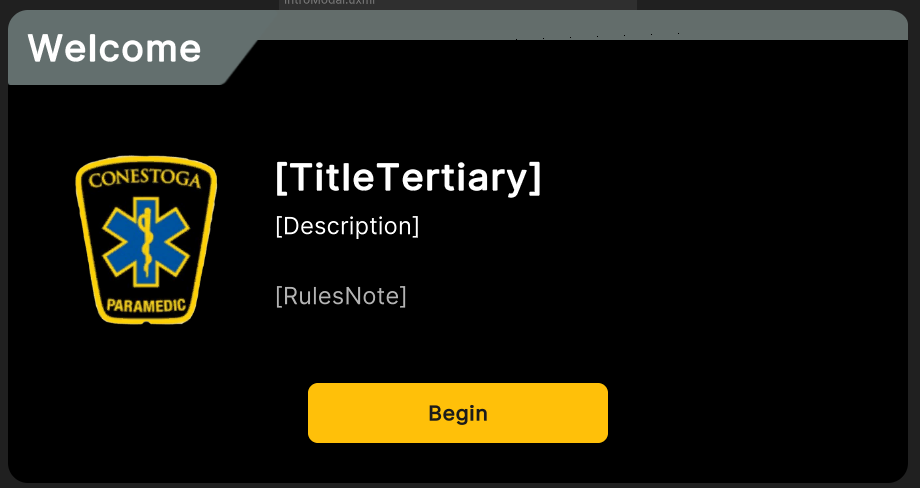 IntroModal.uxml
Welcome
CONESTOGA
PARAMEDIC
[TitleTertiary]
[Description]
[RulesNote]
Begin